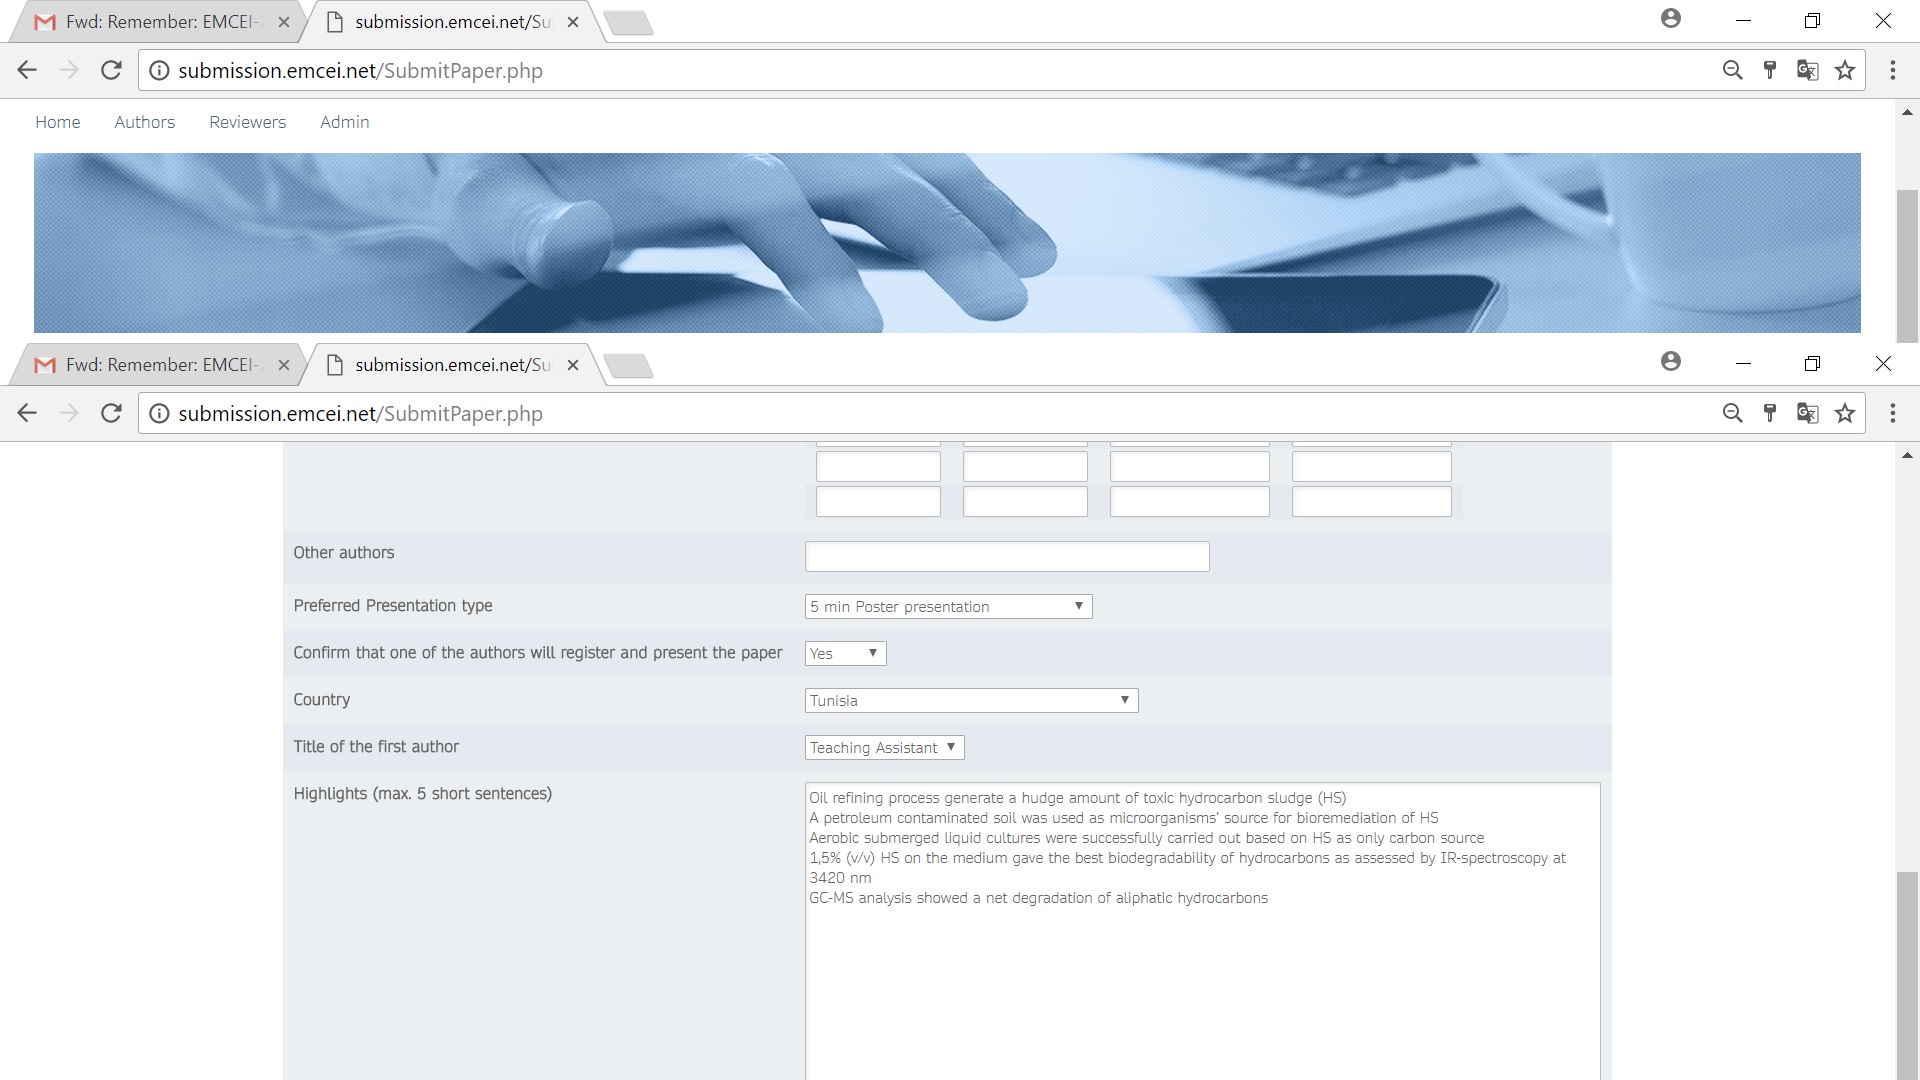 Fwd: Remember: EMCEI-
submission.emcei.net/Su
submission.emcei.net/SubmitPaper.php
Home Authors Reviewers Admin
Fwd: Remember: EMCEI-
submission.emcei.net/Su
submission.emcei.net/SubmitPaper.php
Other authors
Preferred Presentation type
5 min Poster presentation
Confirm that one of the authors will register and present the paper
Yes
Country
Tunisia
Title of the first author
Teaching Assistant
Highlights (max. 5 short sentences)
Oil refining process generate a hudge amount of toxic hydrocarbon sludge (HS)
A petroleum contaminated soil was used as microorganisms' source for bioremediation of HS
Aerobic submerged liquid cultures were successfully carried out based on HS as only carbon source
1,5% (v/v) HS on the medium gave the best biodegradability of hydrocarbons as assessed by IR-spectroscopy at
3420 nm
GC-MS analysis showed a net degradation of aliphatic hydrocarbons